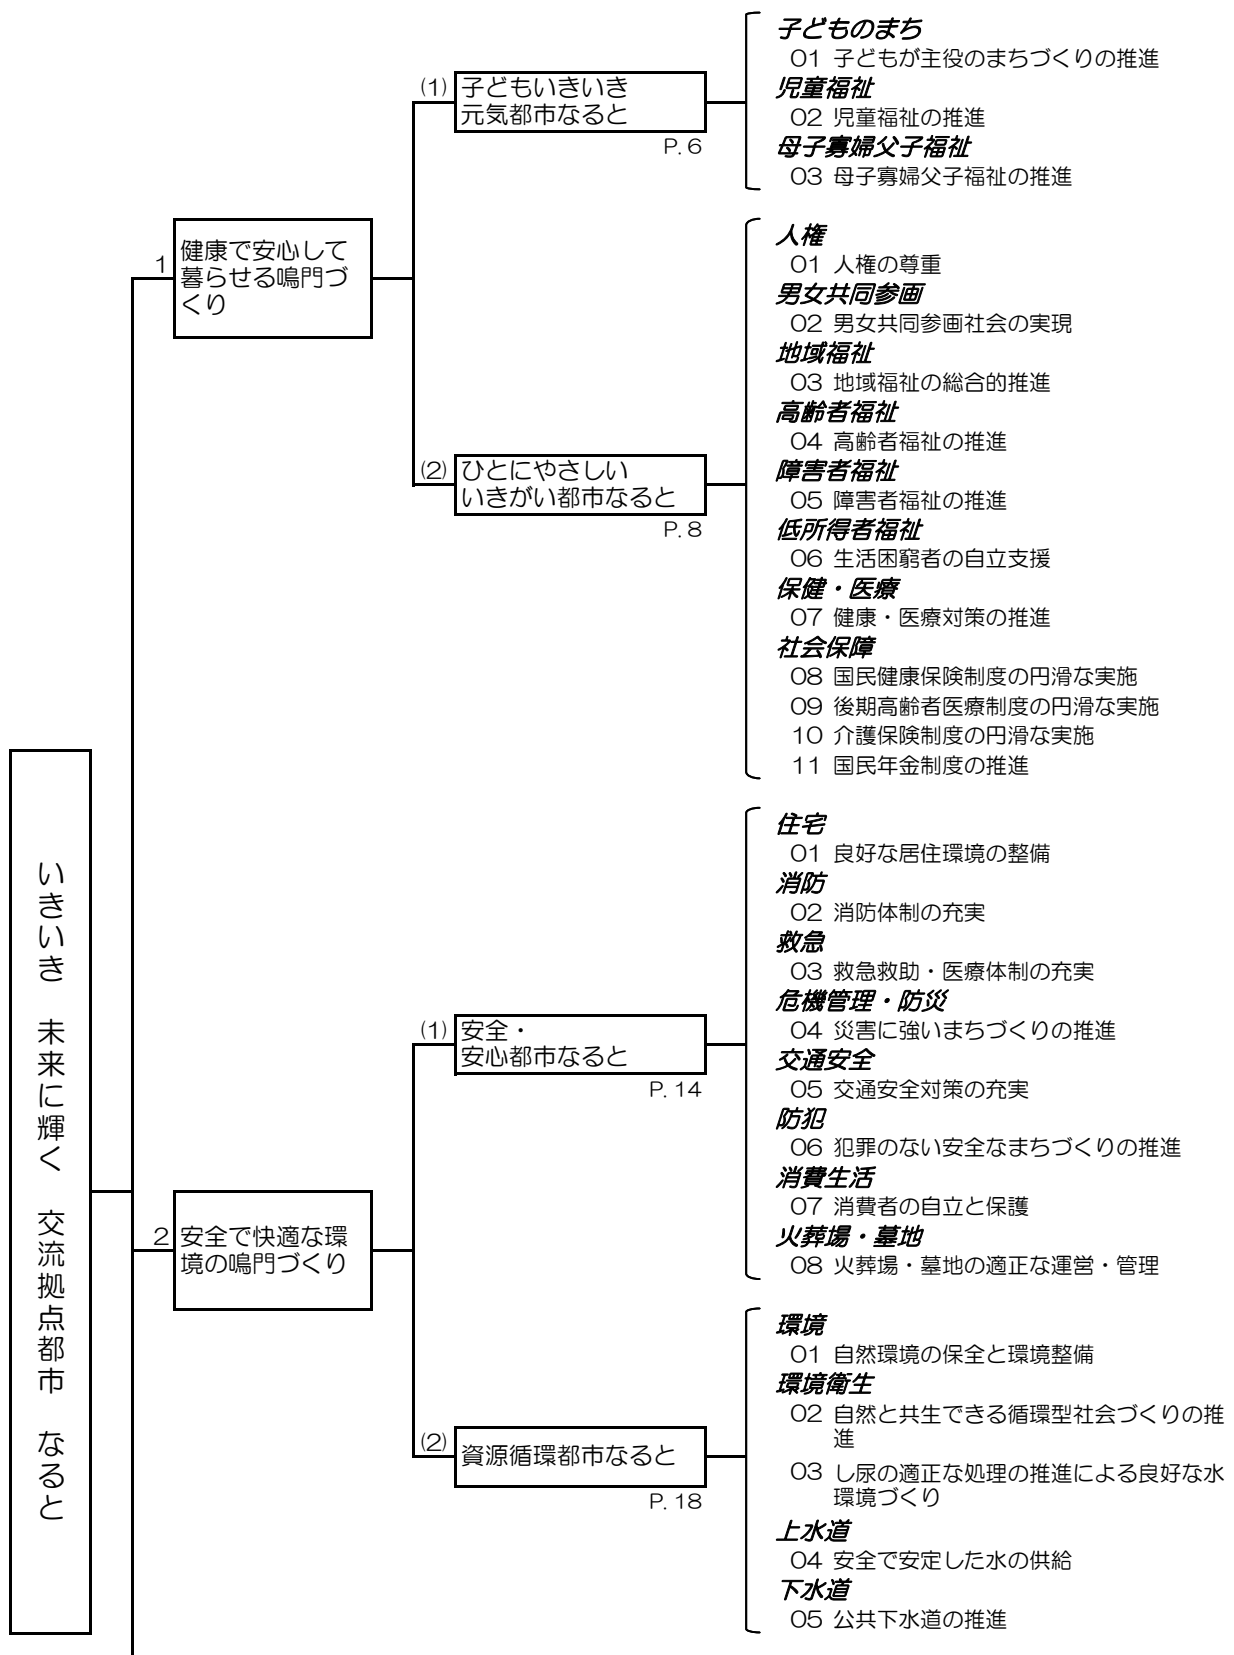 いきいき　未来に輝く　交流拠点都市　なると
1
健康で安心して
暮らせる鳴門づ
くり
(1)
子どもいきいき
元気都市なると
P. 6
子どものまち
01 子どもが主役のまちづくりの推進
児童福祉
02 児童福祉の推進
母子寡婦父子福祉
03 母子寡婦父子福祉の推進
(2)
ひとにやさしい
いきがい都市なると
P. 8
人権
01 人権の尊重
男女共同参画
02 男女共同参画社会の実現
地域福祉
03 地域福祉の総合的推進
高齢者福祉
04 高齢者福祉の推進
障害者福祉
05 障害者福祉の推進
低所得者福祉
06 生活困窮者の自立支援
保健・医療
07 健康・医療対策の推進
社会保障
08 国民健康保険制度の円滑な実施
09 後期高齢者医療制度の円滑な実施
10 介護保険制度の円滑な実施
11 国民年金制度の推進
2
安全で快適な環
境の鳴門づくり
(1)
安全・
安心都市なると
P. 14
住宅
01 良好な居住環境の整備
消防
02 消防体制の充実
救急
03 救急救助・医療体制の充実
危機管理・防災
04 災害に強いまちづくりの推進
交通安全
05 交通安全対策の充実
防犯
06 犯罪のない安全なまちづくりの推進
消費生活
07 消費者の自立と保護
火葬場・墓地
08 火葬場・墓地の適正な運営・管理
(2)
資源循環都市なると
P. 18
環境
01 自然環境の保全と環境整備
環境衛生
02 自然と共生できる循環型社会づくりの推
進
03 し尿の適正な処理の推進による良好な水
環境づくり
上水道
04 安全で安定した水の供給
下水道
05 公共下水道の推進